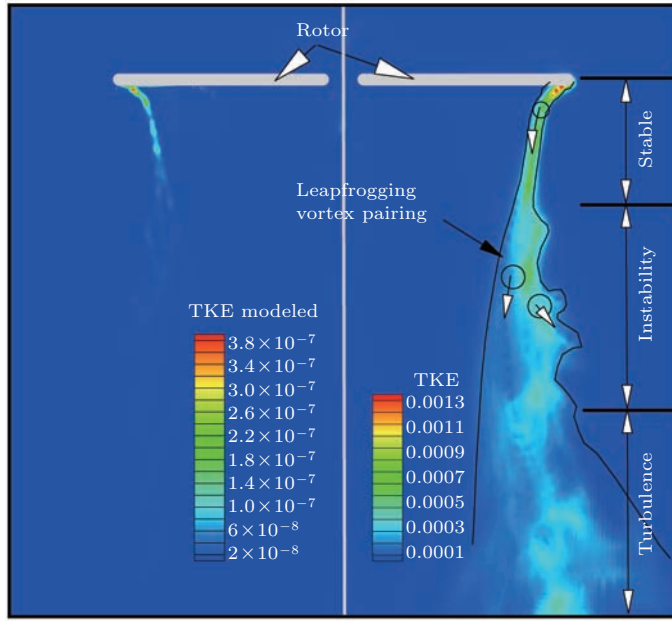 Rotor
Stable
Leapfrogging
vortex pairing
Instability
TKE modeled
3.8×10⁻⁷
3.4×10⁻⁷
3.0×10⁻⁷
2.6×10⁻⁷
2.2×10⁻⁷
1.8×10⁻⁷
1.4×10⁻⁷
1.0×10⁻⁷
6×10⁻⁸
2×10⁻⁸
TKE
0.0013
0.0011
0.0009
0.0007
0.0005
0.0003
0.0001
Turbulence